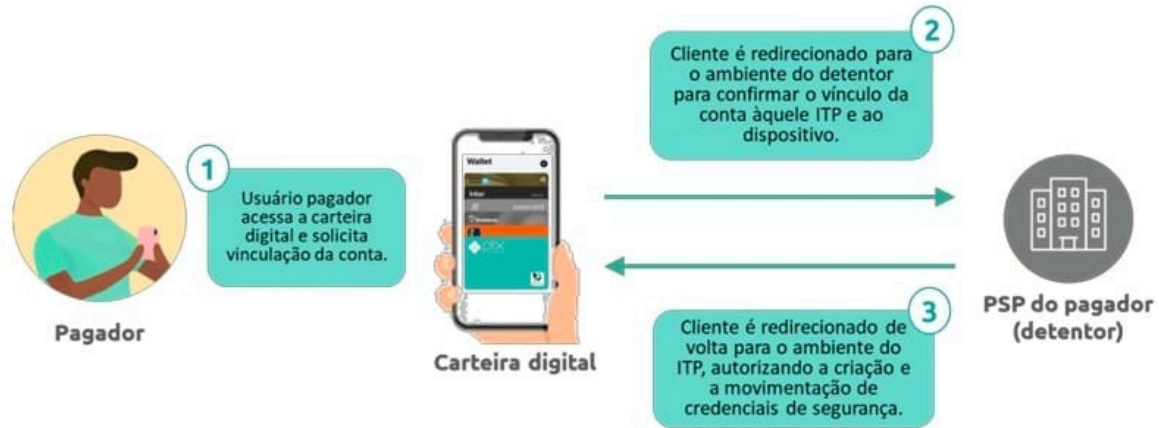 1
Usuário pagador
acessa a carteira
digital e solicita
vinculação da conta.
Pagador
Wallet
Inter
pix
Carteira digital
2
Cliente é redirecionado para
o ambiente do detentor
para confirmar o vínculo da
conta àquele ITP e ao
dispositivo.
3
Cliente é redirecionado de
volta para o ambiente do
ITP, autorizando a criação e
a movimentação de
credenciais de segurança.
PSP do pagador
(detentor)